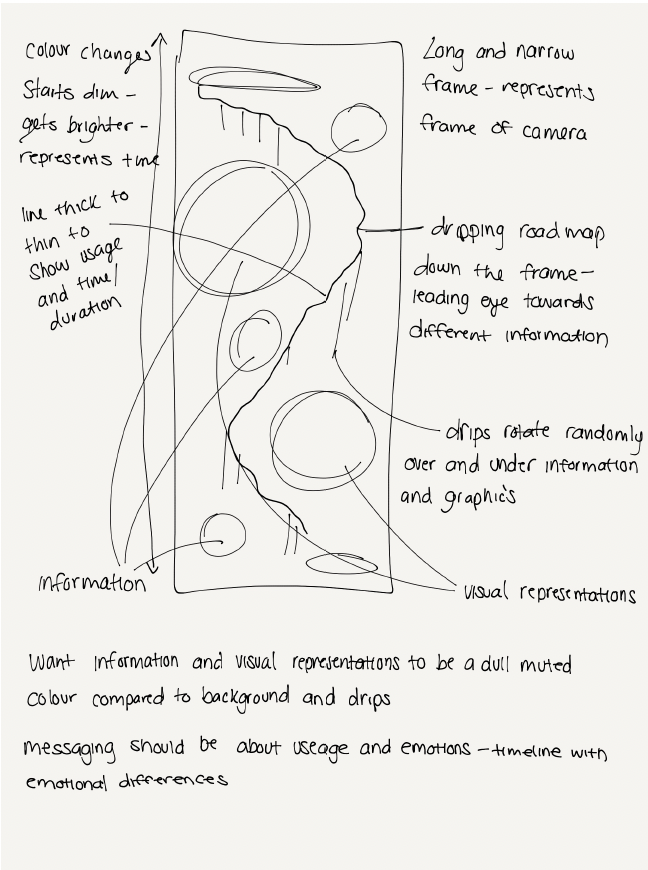 Colour changes
Starts dim -
gets brighter -
represents time
line thick to
thin to
show usage
and time/
duration
Long and narrow
frame - represents
frame of camera
dripping road map
down the frame -
leading eye towards
different information
drips rotate randomly
over and under information
and graphic's
information
visual representations
Want information and visual representations to be a dull muted
colour compared to background and drips
messaging should be about useage and emotions - timeline with
emotional differences